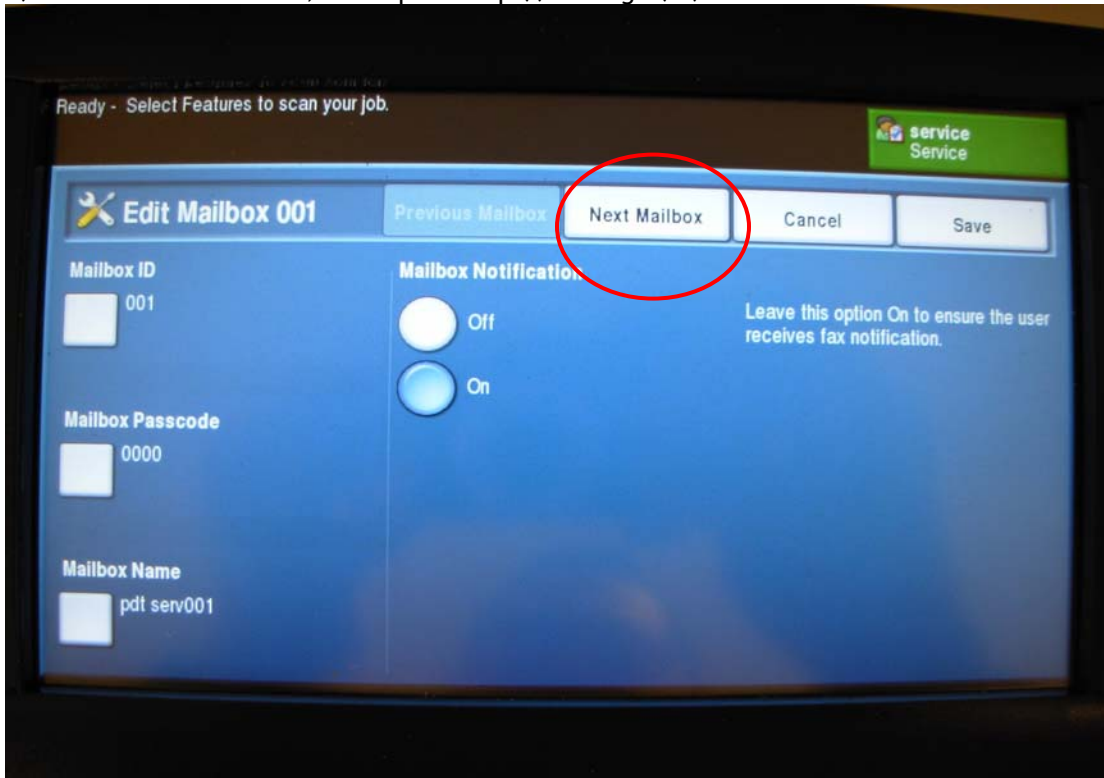 Ready - Select Features to scan your job.
service
Service
Edit Mailbox 001
Previous Mailbox
Next Mailbox
Cancel
Save
Mailbox ID
001
Mailbox Notification
Off
On
Leave this option On to ensure the user
receives fax notification.
Mailbox Passcode
0000
Mailbox Name
pdt serv001